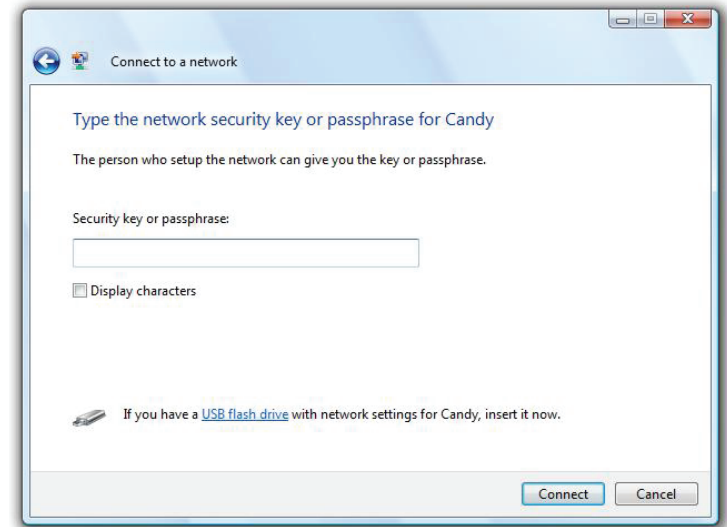 Connect to a network
Type the network security key or passphrase for Candy
The person who setup the network can give you the key or passphrase.
Security key or passphrase:
Display characters
If you have a USB flash drive with network settings for Candy, insert it now.
Connect Cancel